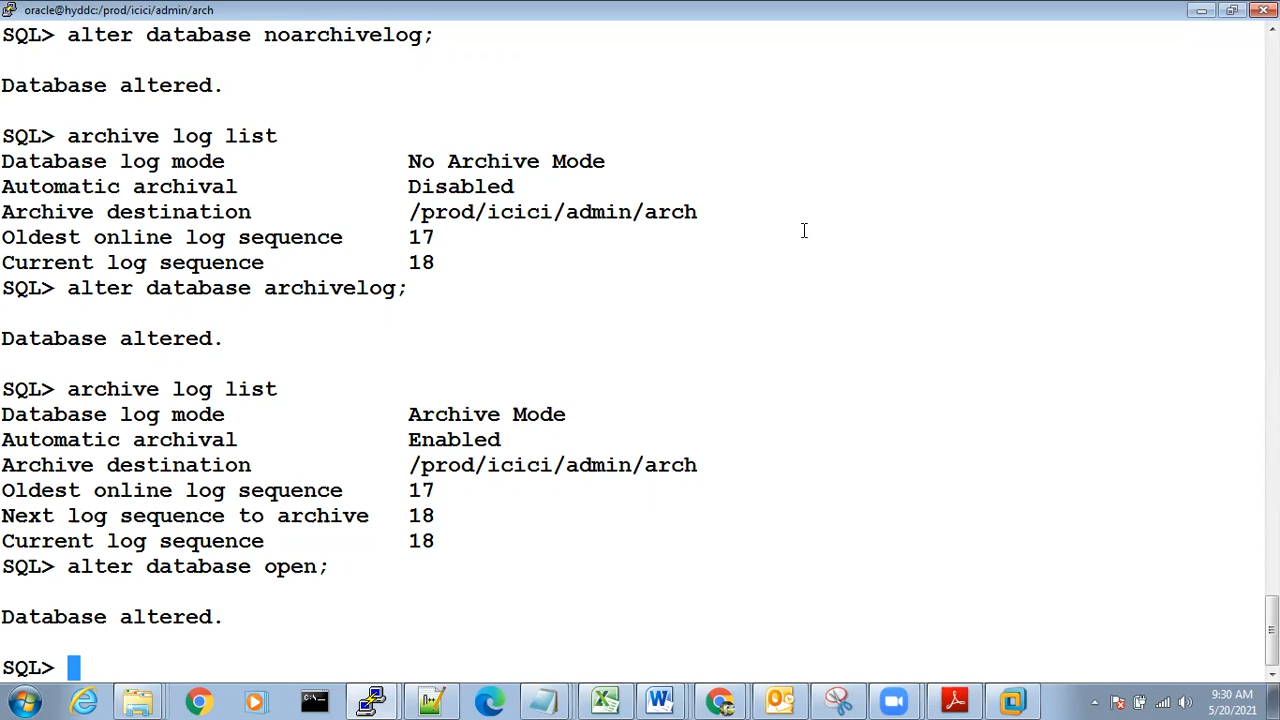 oracle@hyddc:/prod/icici/admin/arch
SQL> alter database noarchivelog;
Database altered.
SQL> archive log list
Database log mode No Archive Mode
Automatic archival Disabled
Archive destination /prod/icici/admin/arch
Oldest online log sequence 17
Current log sequence 18
SQL> alter database archivelog;
Database altered.
SQL> archive log list
Database log mode Archive Mode
Automatic archival Enabled
Archive destination /prod/icici/admin/arch
Oldest online log sequence 17
Next log sequence to archive 18
Current log sequence 18
SQL> alter database open;
Database altered.
SQL>
9:30 AM
5/20/2021